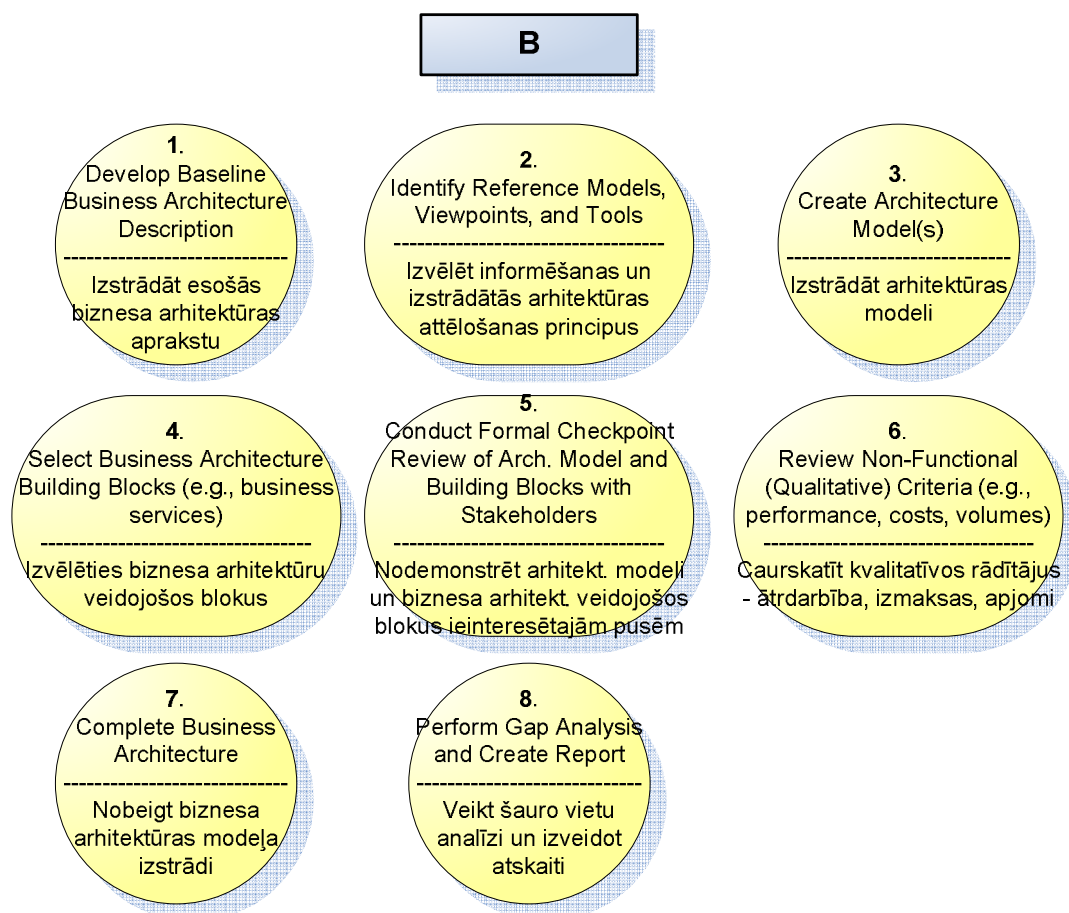 B
1.
Develop Baseline
Business Architecture
Description
----------------------------
Izstrādāt esošās
biznesa arhitektūras
aprakstu
2.
Identify Reference Models,
Viewpoints, and Tools
----------------------------------
Izvēlēt informēšanas un
izstrādātās arhitektūras
attēlošanas principus
3.
Create Architecture
Model(s)
----------------------------
Izstrādāt arhitektūras
modeli
4.
Select Business Architecture
Building Blocks (e.g., business
services)
----------------------------------
Izvēlēties biznesa arhitektūru
veidojošos blokus
5.
Conduct Formal Checkpoint
Review of Arch. Model and
Building Blocks with
Stakeholders
----------------------------------
Nodemonstrēt arhitekt. modeli
un biznesa arhitekt. veidojošos
blokus ieinteresētajām pusēm
6.
Review Non-Functional
(Qualitative) Criteria (e.g.,
performance, costs, volumes)
----------------------------------
Caurskatīt kvalitatīvos rādītājus
- ātrdarbība, izmaksas, apjomi
7.
Complete Business
Architecture
----------------------------
Nobeigt biznesa
arhitektūras modeļa
izstrādi
8.
Perform Gap Analysis
and Create Report
----------------------------
Veikt šauro vietu
analīzi un izveidot
atskaiti